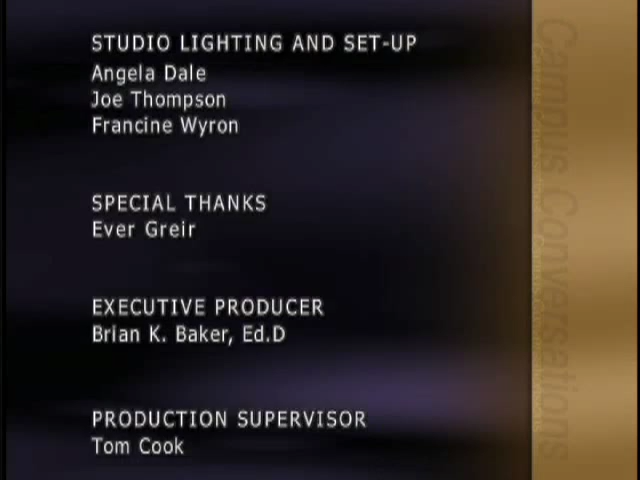 STUDIO LIGHTING AND SET-UP
Angela Dale
Joe Thompson
Francine Wyron
SPECIAL THANKS
Ever Greir
EXECUTIVE PRODUCER
Brian K. Baker, Ed.D
PRODUCTION SUPERVISOR
Tom Cook
Campus Conversations